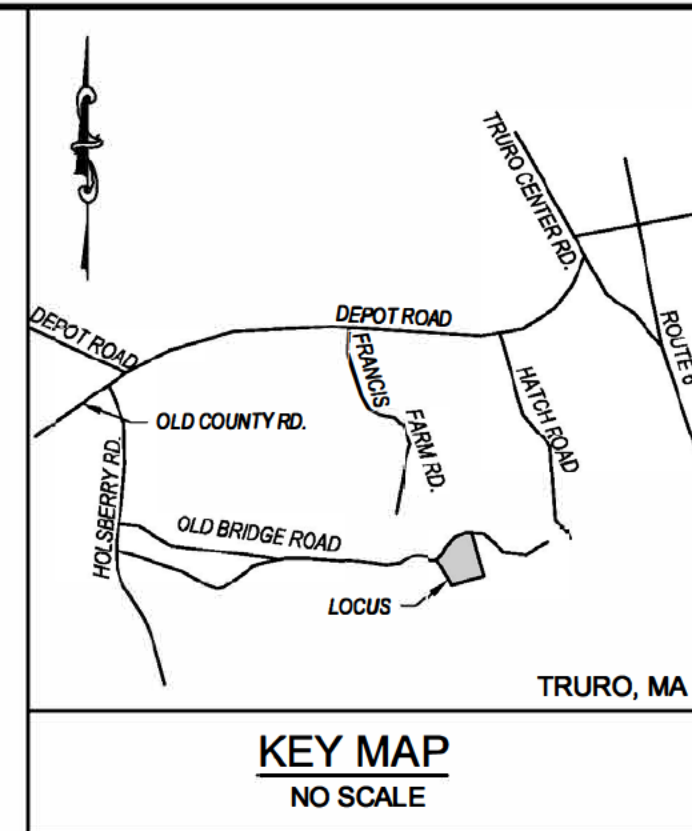 TRURO CENTER RD.
DEPOT ROAD
DEPOT ROAD
ROUTE 6
FRANCIS
FARM RD.
HATCH ROAD
OLD COUNTY RD.
HOLSBERRY RD.
OLD BRIDGE ROAD
LOCUS
TRURO, MA
KEY MAP
NO SCALE